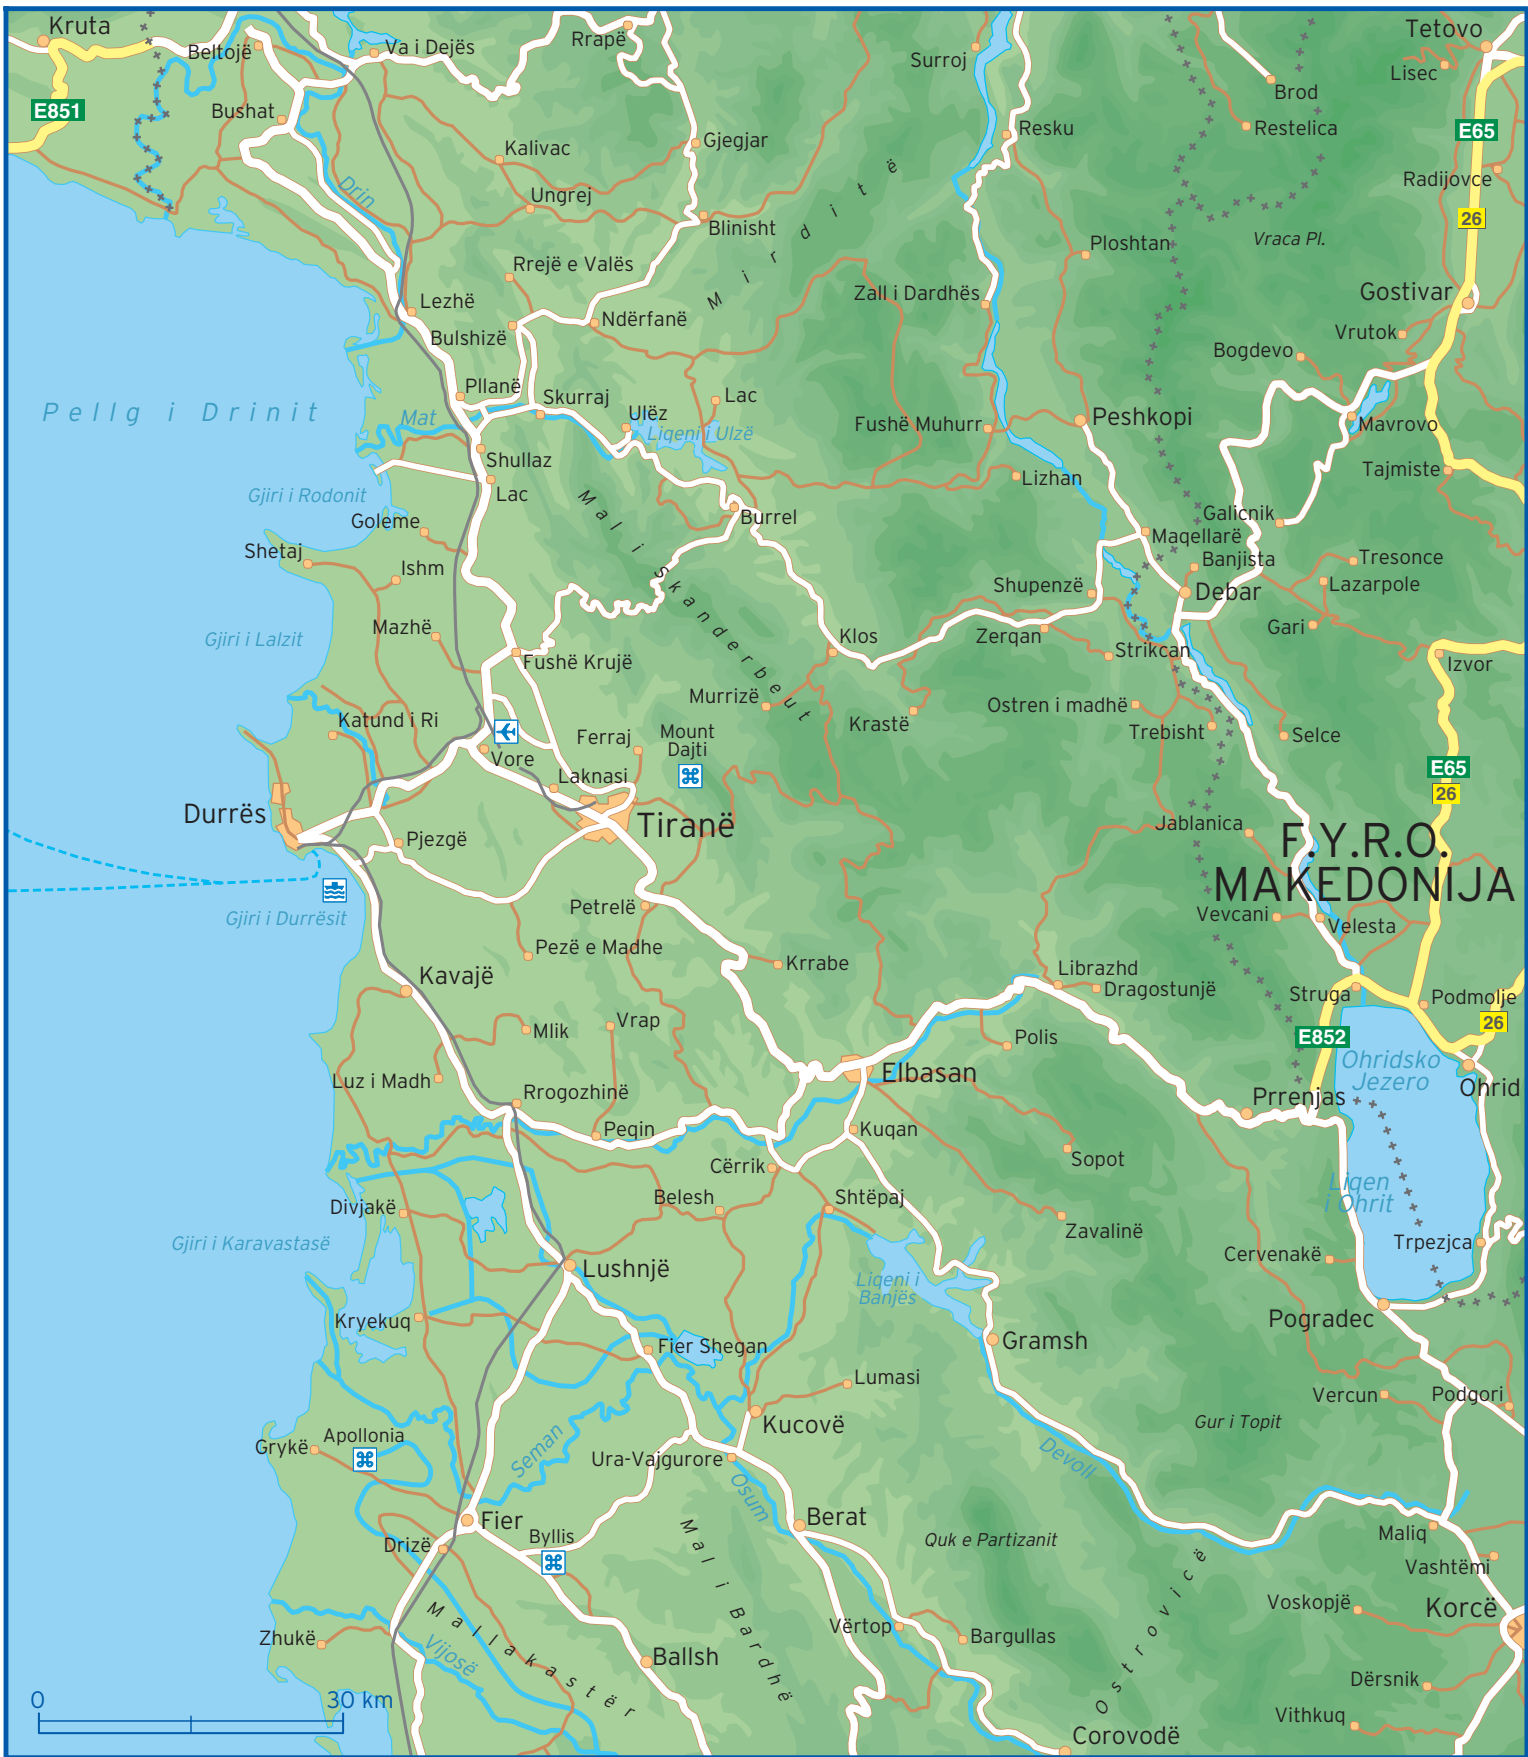 Kruta
Beltojë
Va i Dejës
Rrapë
Surroj
Tetovo
Lisec
Brod
E851
Bushat
Kalivac
Gjegjar
Resku
Restelica
E65
Radijovce
Drin
Ungrej
Blinisht
Mirditë
Ploshtan
Vraca Pl.
26
Rrejë e Valës
Lezhë
Bulshizë
Ndërfanë
Zall i Dardhës
Gostivar
Vrutok
Bogdevo
Pellg i Drinit
Pllanë
Mat
Skurraj
Ulëz
Lac
Liqeni i Ulzë
Fushë Muhurr
Peshkopi
Mavrovo
Shullaz
Lac
Lizhan
Tajmiste
Gjiri i Rodonit
Goleme
Mal i Skanderbeut
Burrel
Galicnik
Maqellarë
Shetaj
Ishm
Banjista
Tresonce
Lazarpole
Shupenzë
Debar
Gjiri i Lalzit
Mazhë
Klos
Zerqan
Strikcan
Gari
Fushë Krujë
Izvor
Murrizë
Krastë
Ostren i madhë
Trebisht
Selce
Katund i Ri
Vore
Ferraj
Mount
Dajti
Laknasi
E65
26
Durrës
Tiranë
Pjezgë
Jablanica
F.Y.R.O.
MAKEDONIJA
Gjiri i Durrësit
Petrelë
Vevcani
Velesta
Pezë e Madhe
Krrabe
Kavajë
Librazhd
Dragostunjë
Struga
Podmolje
26
Mlik
Vrap
Polis
E852
Ohridsko
Jezero
Luz i Madh
Elbasan
Ohrid
Rrogozhinë
Prrenjas
Peqin
Kuqan
Cërrik
Sopot
Divjakë
Belesh
Shtëpaj
Liqen
i Ohrit
Zavalinë
Gjiri i Karavastasë
Cervenakë
Trpezjca
Lushnjë
Liqeni i
Banjës
Kryekuq
Pogradec
Fier Shegan
Gramsh
Lumasi
Vercun
Podgori
Kucovë
Gur i Topit
Grykë
Apollonia
Seman
Ura-Vajgurore
Devoll
Osum
Fier
Byllis
Berat
Quk e Partizanit
Maliq
Drizë
Vashtëmi
Mal i Bardhë
Ostrovicë
Voskopjë
Korcë
Mallakastër
Vërtop
Bargullas
Zhukë
Vijosë
Ballsh
Dërsnik
Vithkuq
0
30 km
Corovodë